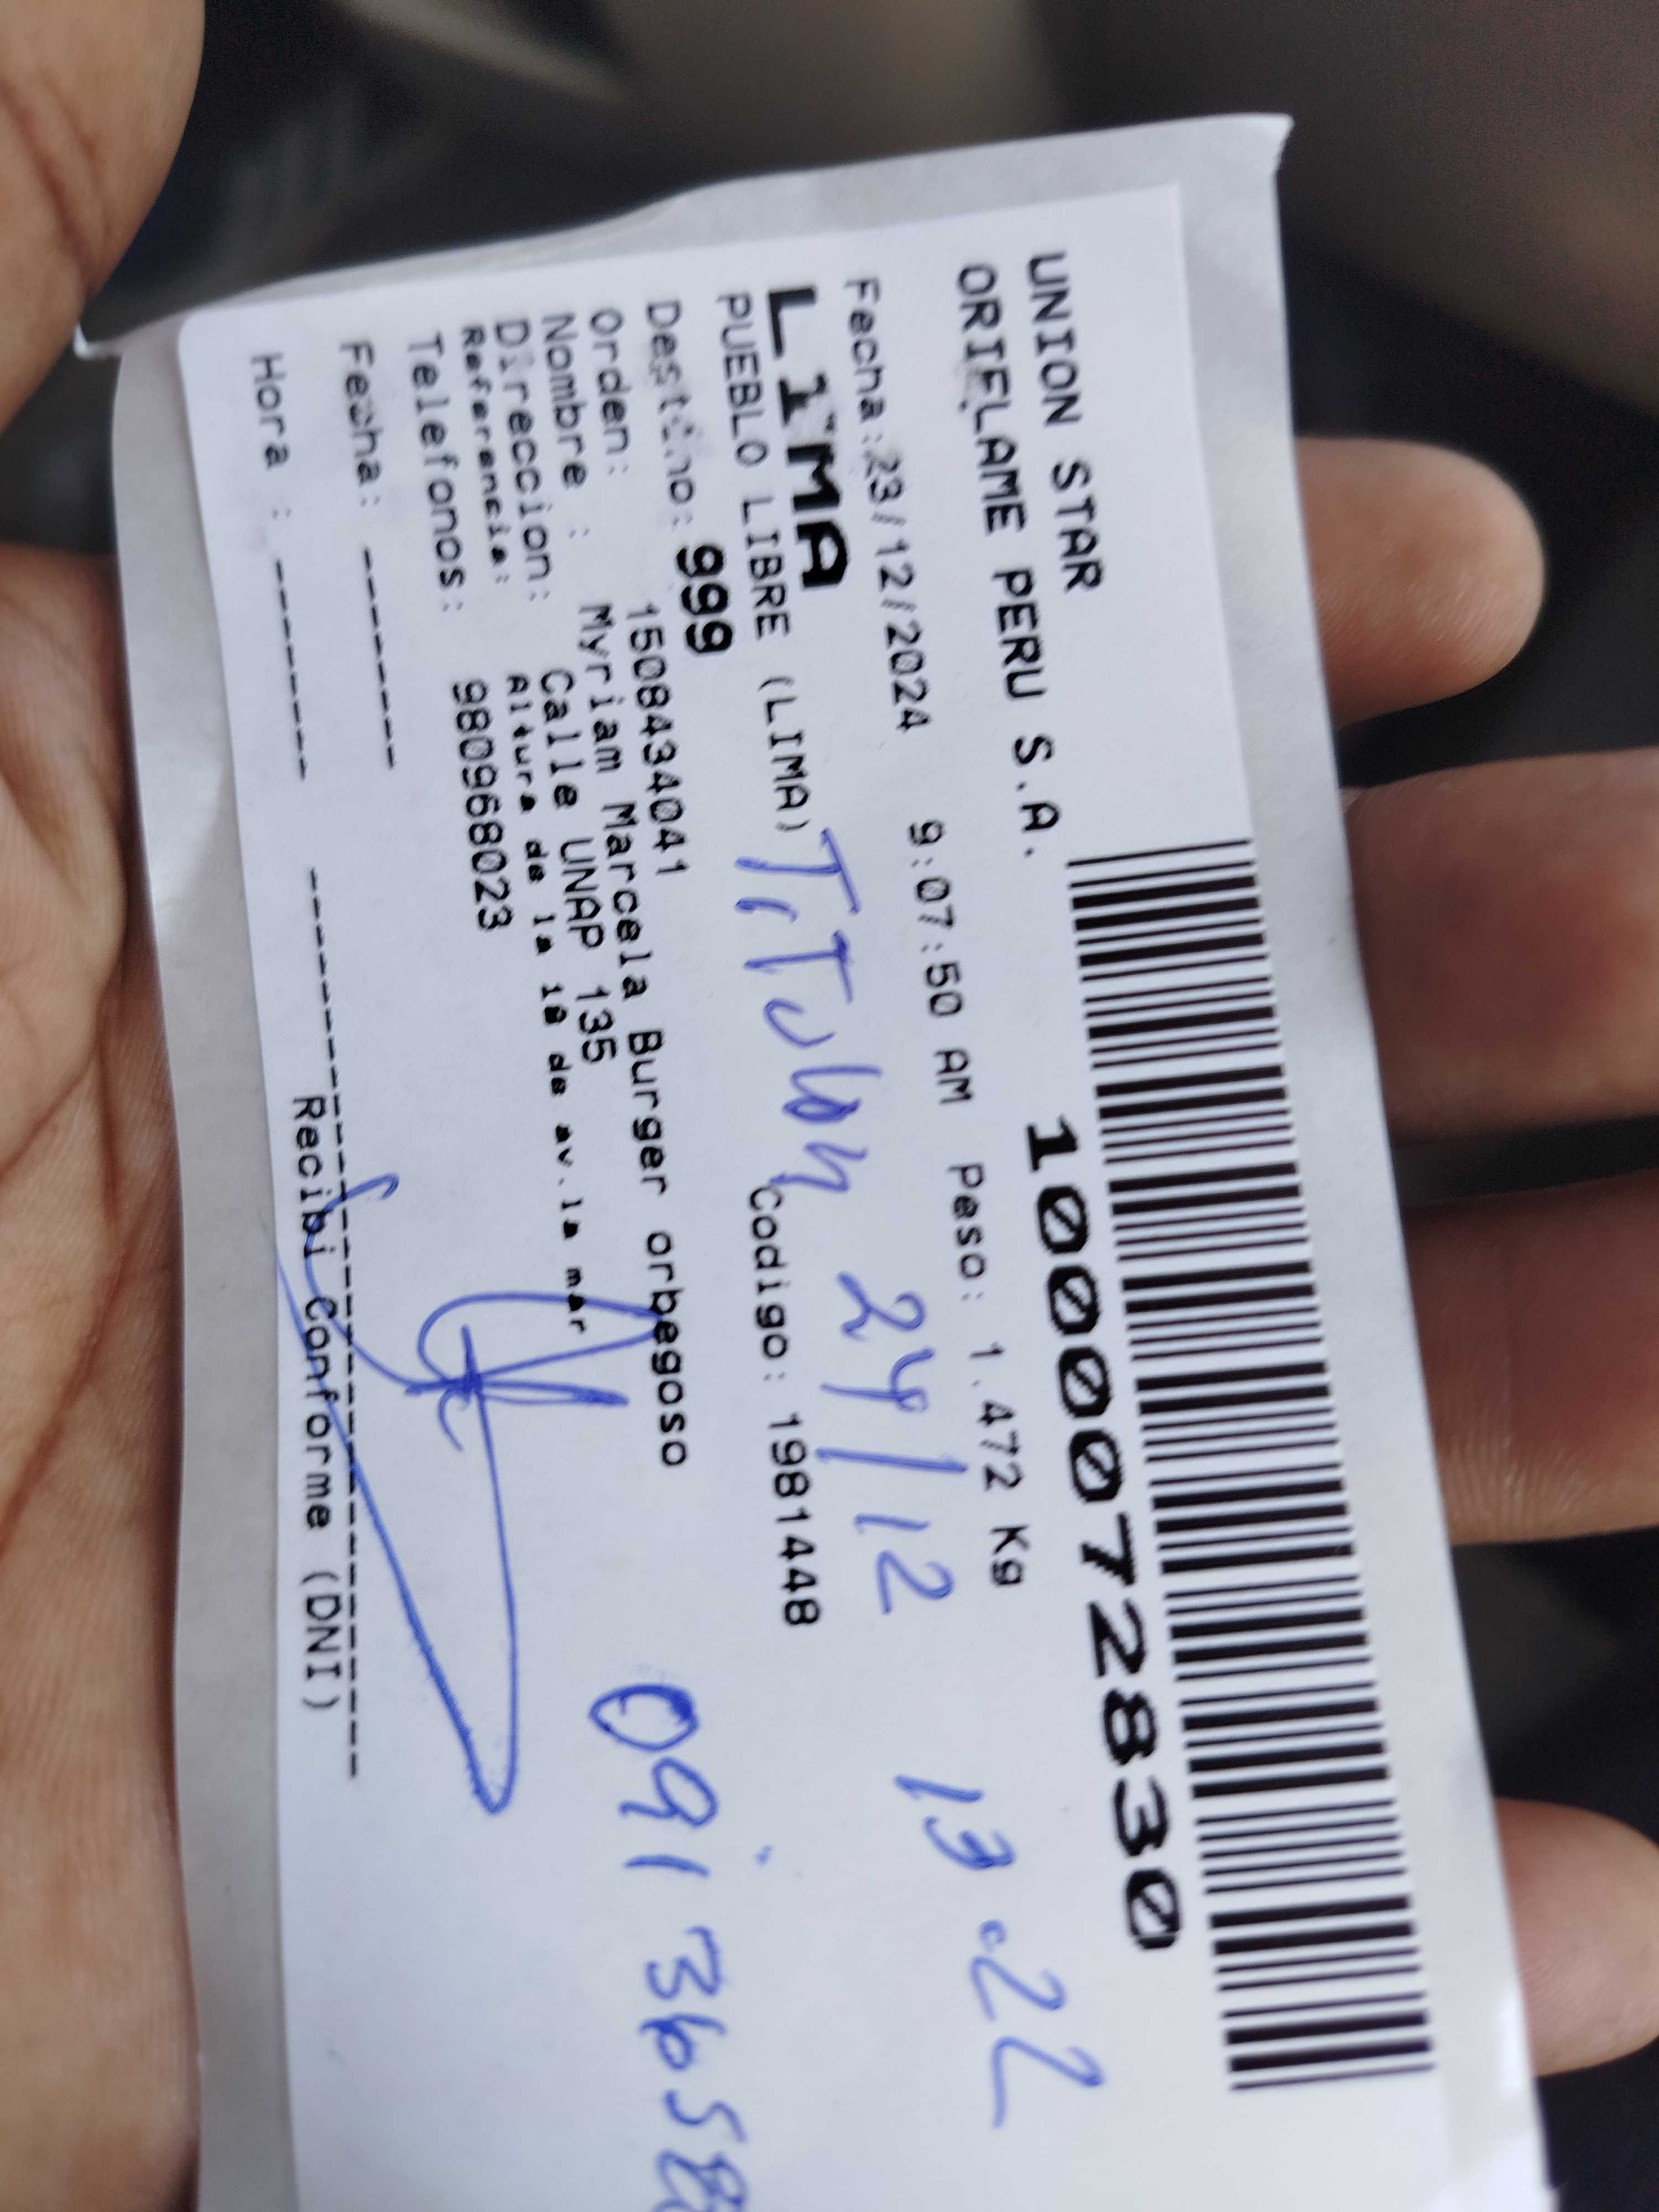 UNION STAR
ORIFLAME PERU S.A.
1000072830
Fecha:23/12/2024 9:07:50 AM Peso: 1.472 Kg
13:22
LIMA
24/12
PUEBLO LIBRE (LIMA) Codigo: 1981448
TiTular
Destino: 999
Orden: 1508434041
Nombre : Myriam Marcela Burger orbegoso
Direccion: Calle UNAP 135
Referencia: Altura de la 18 de av.la mar
Telefonos: 980968023
0913658
Fecha: -------
Hora : -------
Recibi Conforme (DNI)